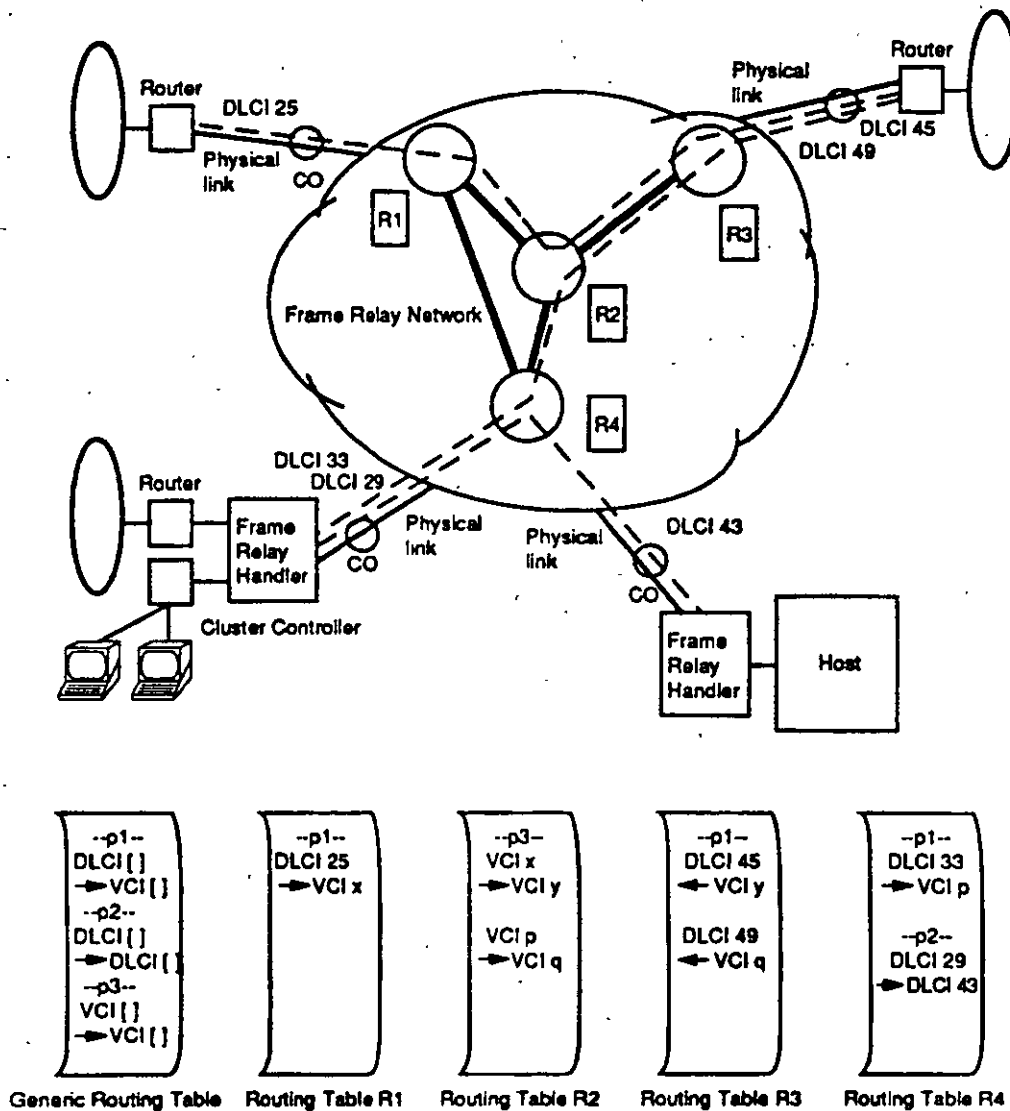 Router
DLCI 25
Physical
link
CO
R1
Physical
link
Router
DLCI 45
DLCI 49
R3
R2
Frame Relay Network
R4
DLCI 33
DLCI 29
Router
Frame
Relay
Handler
Physical
link
CO
Cluster Controller
Physical
link
DLCI 43
CO
Frame
Relay
Handler
Host
--p1--
DLCI [ ]
→ VCI [ ]
--p2--
DLCI [ ]
→ DLCI [ ]
--p3--
VCI [ ]
→ VCI [ ]
Generic Routing Table
--p1--
DLCI 25
→ VCI x
Routing Table R1
--p3--
VCI x
→ VCI y
VCI p
→ VCI q
Routing Table R2
--p1--
DLCI 45
← VCI y
DLCI 49
← VCI q
Routing Table R3
--p1--
DLCI 33
→ VCI p
--p2--
DLCI 29
→ DLCI 43
Routing Table R4